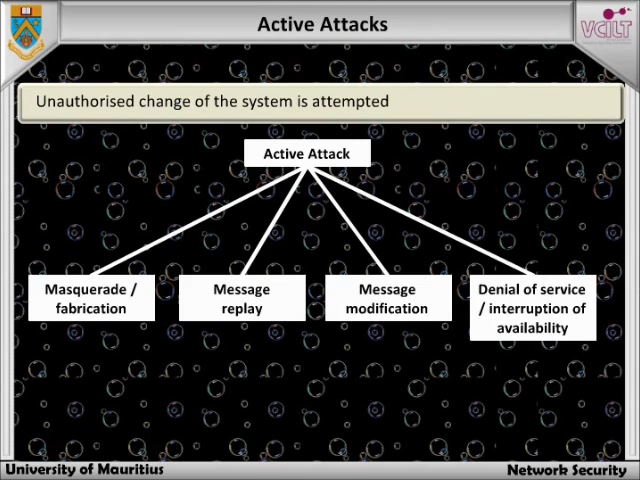 Active Attacks
VCILT
Unauthorised change of the system is attempted
Active Attack
Masquerade /
fabrication
Message
replay
Message
modification
Denial of service
/ interruption of
availability
University of Mauritius
Network Security